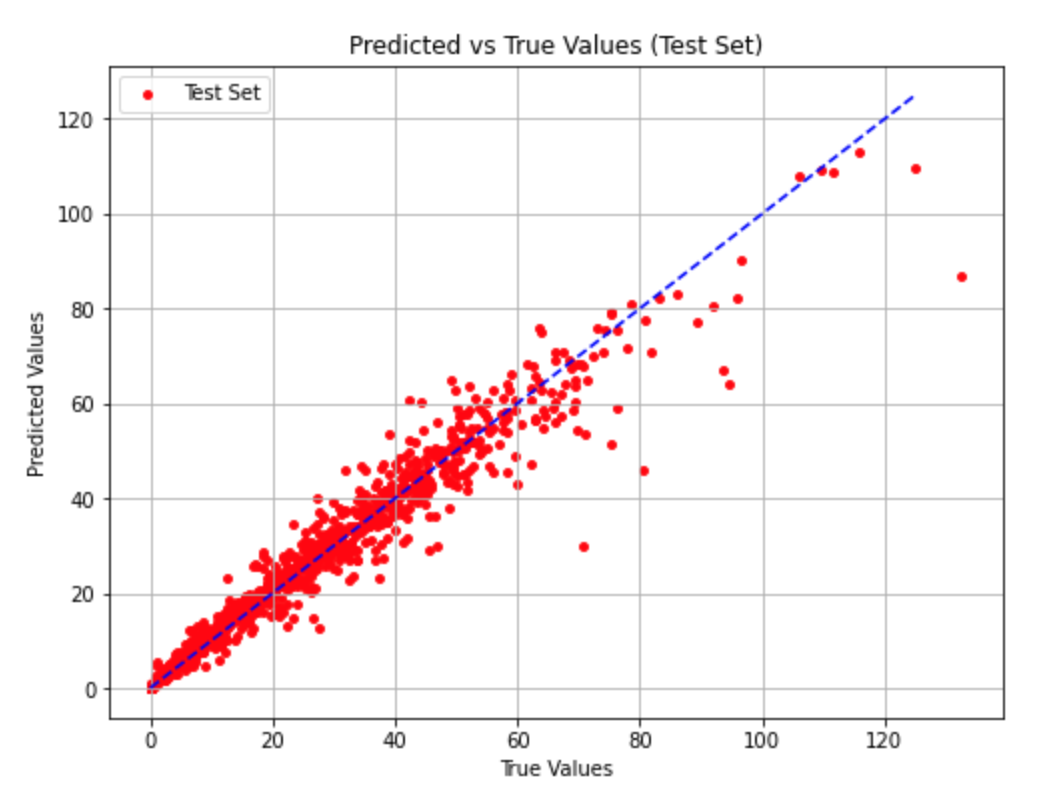 Predicted vs True Values (Test Set)
Test Set
120
100
80
60
40
20
0
Predicted Values
0 20 40 60 80 100 120
True Values